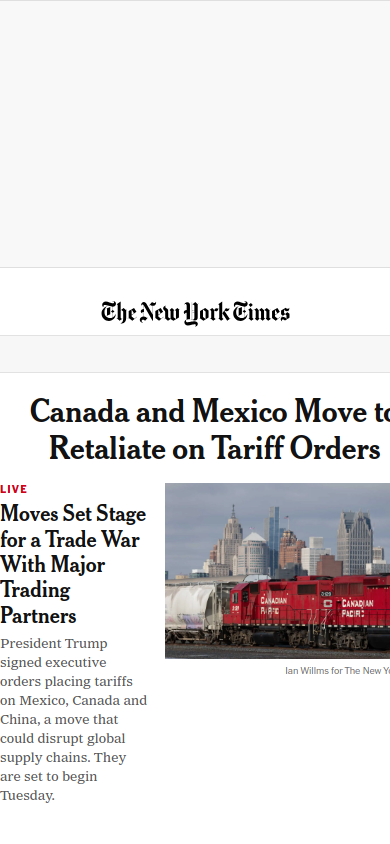 The New York Times
Canada and Mexico Move to
Retaliate on Tariff Orders
LIVE
Moves Set Stage
for a Trade War
With Major
Trading
Partners
President Trump
signed executive
orders placing tariffs
on Mexico, Canada and
China, a move that
could disrupt global
supply chains. They
are set to begin
Tuesday.
CANADIAN
PACIFIC
CANADIAN
PACIFIC
Ian Willms for The New Yo